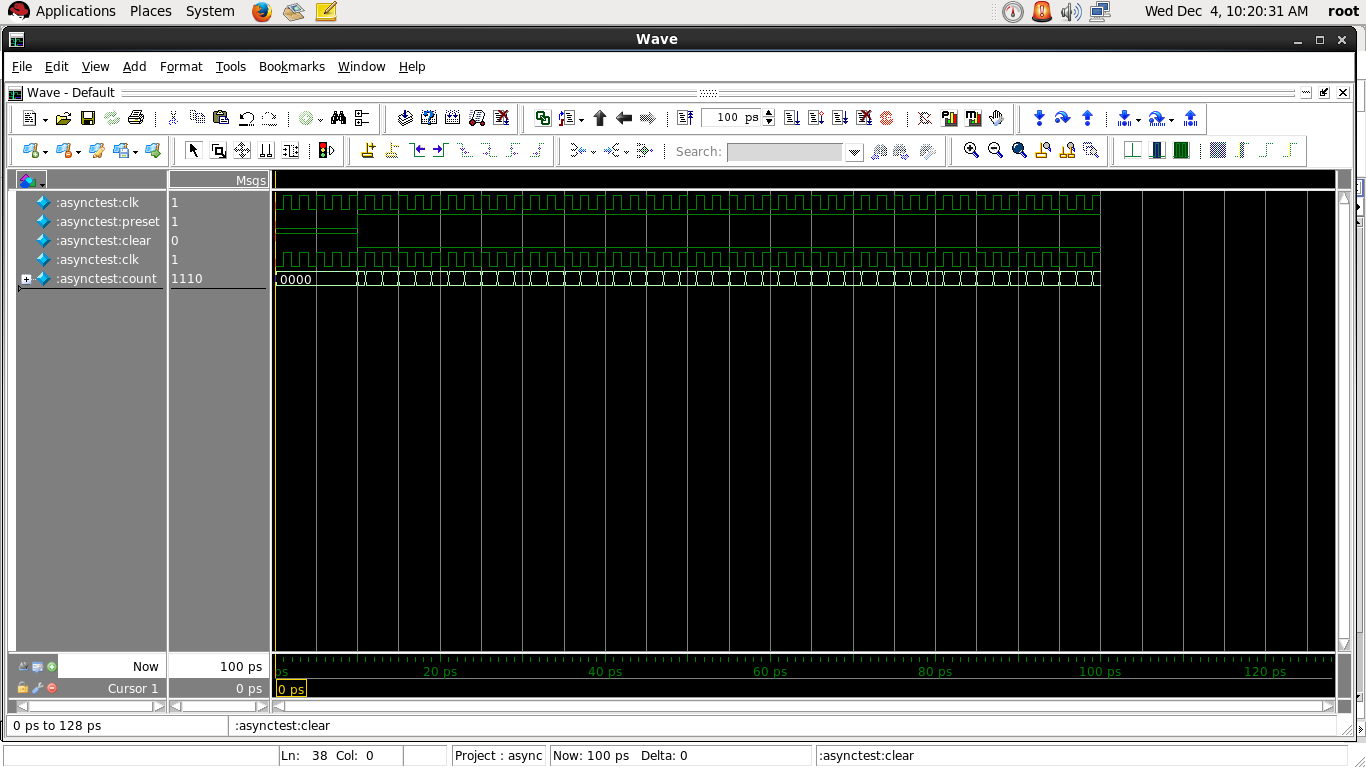 Applications Places System Wed Dec 4, 10:20:31 AM root
Wave
File Edit View Add Format Tools Bookmarks Window Help
Wave - Default
100 ps
Search:
Msgs
:asynctest:clk 1
:asynctest:preset 1
:asynctest:clear 0
:asynctest:clk 1
:asynctest:count 1110 0000
Now 100 ps ps 20 ps 40 ps 60 ps 80 ps 100 ps 120 ps
Cursor 1 0 ps 0 ps
0 ps to 128 ps :asynctest:clear
Ln: 38 Col: 0 Project : async Now: 100 ps Delta: 0 :asynctest:clear